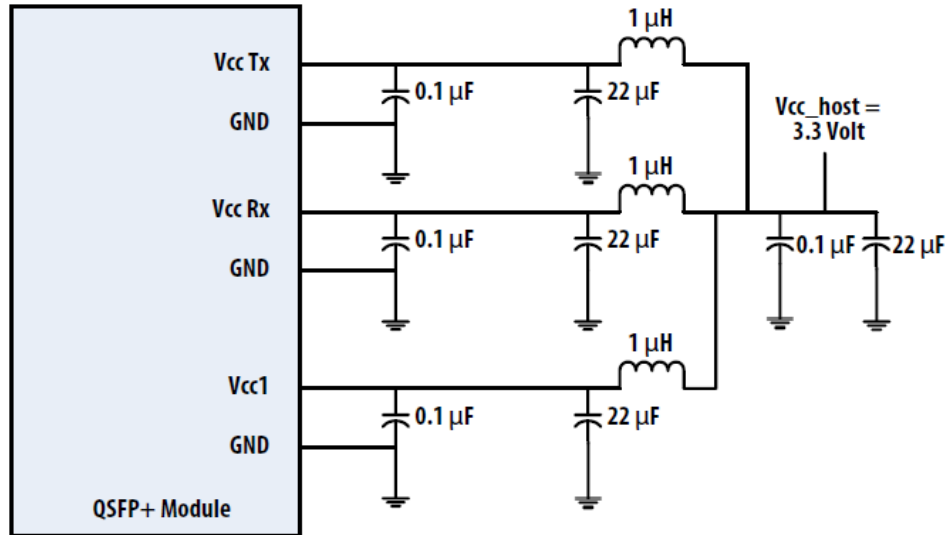 1 μH
Vcc Tx
0.1 μF
22 μF
Vcc_host =
3.3 Volt
GND
1 μH
Vcc Rx
0.1 μF
22 μF
0.1 μF
22 μF
GND
1 μH
Vcc1
0.1 μF
22 μF
GND
QSFP+ Module